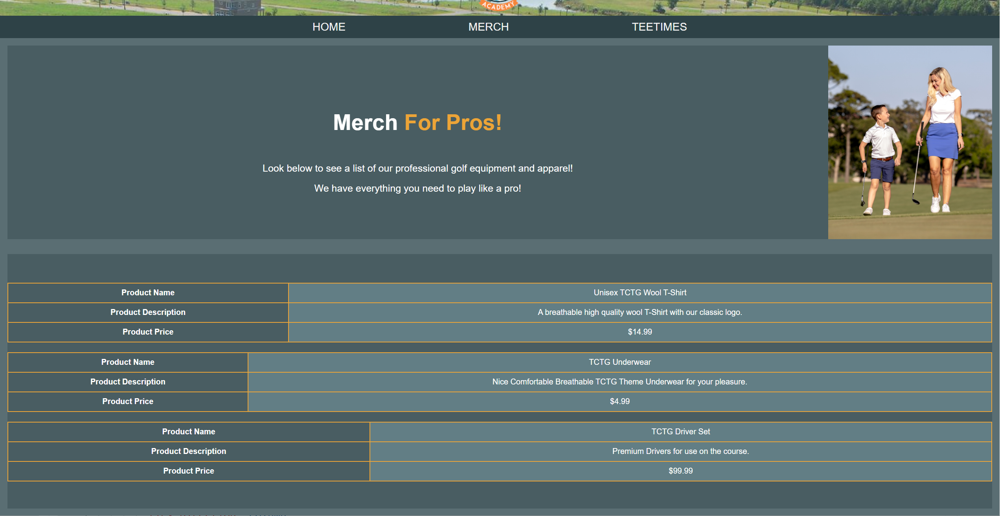 ACADEMY
HOME MERCH TEETIMES
Merch For Pros!
Look below to see a list of our professional golf equipment and apparel!
We have everything you need to play like a pro!
Product Name Unisex TCTG Wool T-Shirt
Product Description A breathable high quality wool T-Shirt with our classic logo.
Product Price $14.99
Product Name TCTG Underwear
Product Description Nice Comfortable Breathable TCTG Theme Underwear for your pleasure.
Product Price $4.99
Product Name TCTG Driver Set
Product Description Premium Drivers for use on the course.
Product Price $99.99